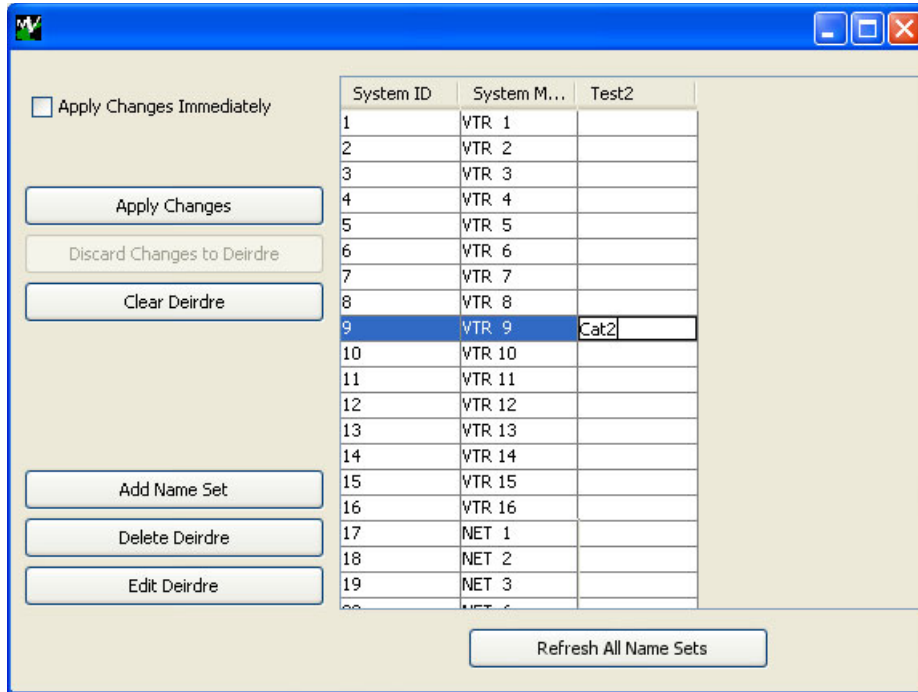 Apply Changes Immediately
Apply Changes
Discard Changes to Deirdre
Clear Deirdre
Add Name Set
Delete Deirdre
Edit Deirdre
System ID System M... Test2
1 VTR 1
2 VTR 2
3 VTR 3
4 VTR 4
5 VTR 5
6 VTR 6
7 VTR 7
8 VTR 8
9 VTR 9 Cat2
10 VTR 10
11 VTR 11
12 VTR 12
13 VTR 13
14 VTR 14
15 VTR 15
16 VTR 16
17 NET 1
18 NET 2
19 NET 3
Refresh All Name Sets